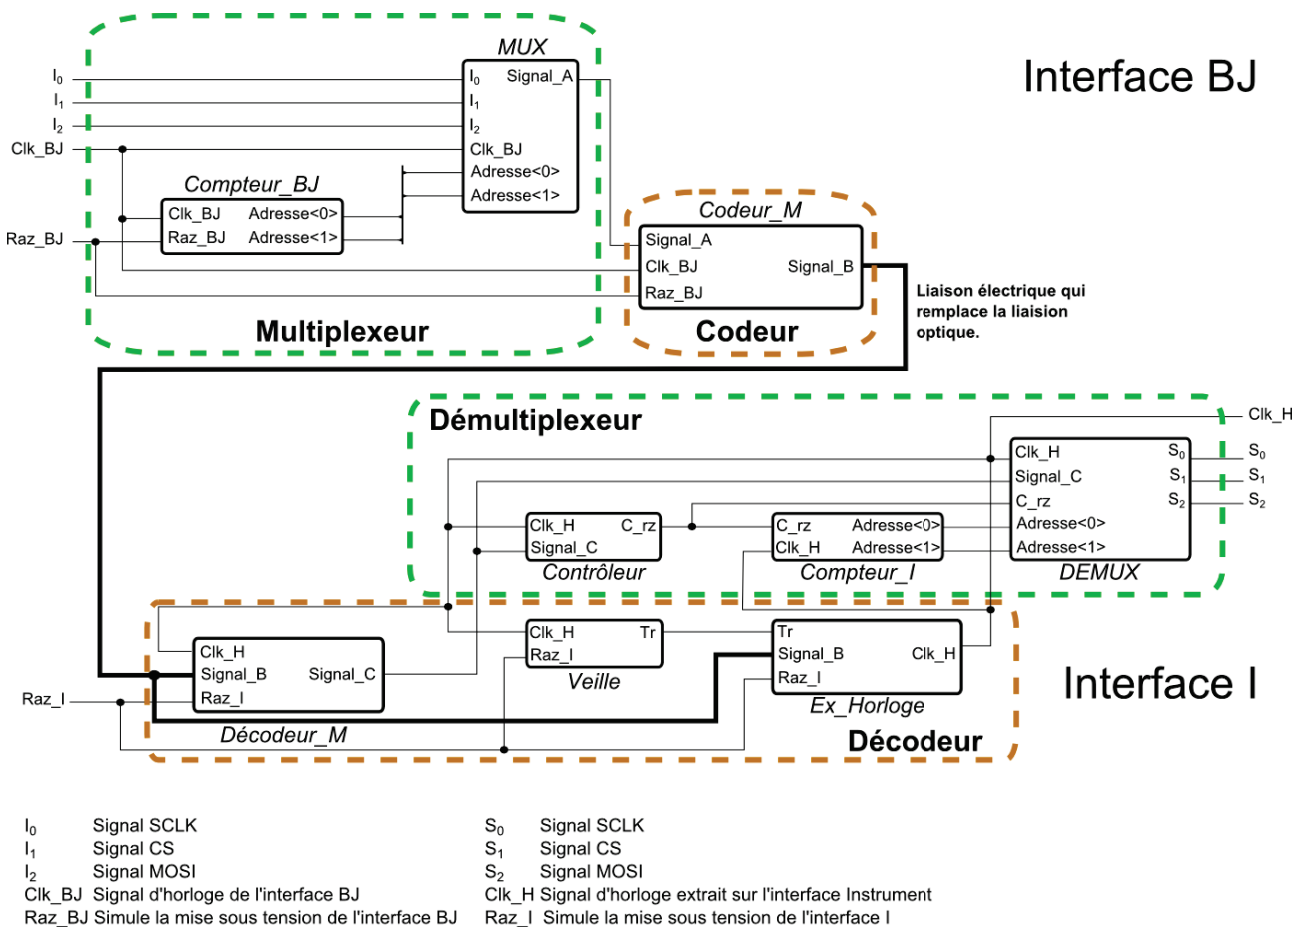 Interface BJ
MUX
I0
I1
I2
Clk_BJ
Raz_BJ
I0 Signal_A
I1
I2
Clk_BJ
Adresse<0>
Adresse<1>
Compteur_BJ
Clk_BJ Adresse<0>
Raz_BJ Adresse<1>
Multiplexeur
Codeur_M
Signal_A
Clk_BJ Signal_B
Raz_BJ
Codeur
Liaison électrique qui
remplace la liaision
optique.
Démultiplexeur
Clk_H
Clk_H S0 S0
Signal_C S1 S1
C_rz S2 S2
Adresse<0>
Adresse<1>
DEMUX
Clk_H C_rz
Signal_C
Contrôleur
C_rz Adresse<0>
Clk_H Adresse<1>
Compteur_I
Clk_H
Signal_B Signal_C
Raz_I
Décodeur_M
Raz_I
Clk_H Tr
Raz_I
Veille
Tr
Signal_B Clk_H
Raz_I
Ex_Horloge
Décodeur
Interface I
I0 Signal SCLK
I1 Signal CS
I2 Signal MOSI
Clk_BJ Signal d'horloge de l'interface BJ
Raz_BJ Simule la mise sous tension de l'interface BJ
S0 Signal SCLK
S1 Signal CS
S2 Signal MOSI
Clk_H Signal d'horloge extrait sur l'interface Instrument
Raz_I Simule la mise sous tension de l'interface I